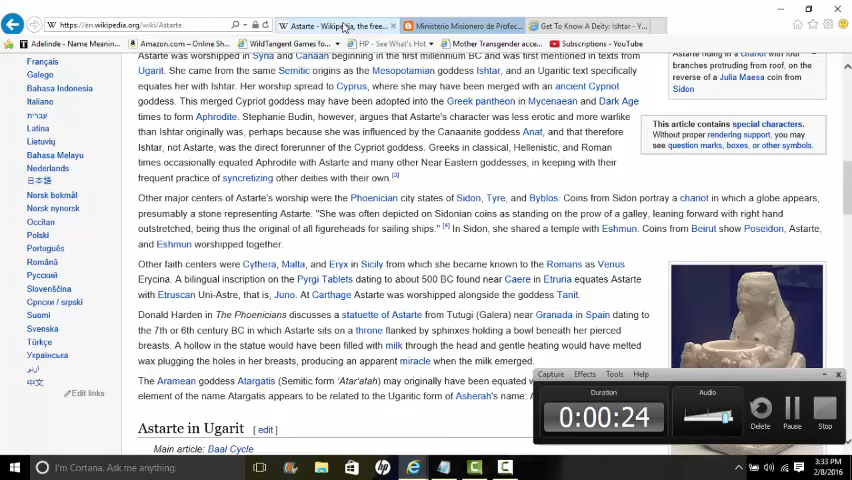 https://en.wikipedia.org/wiki/Astarte
Astarte - Wikipedia, the free...
Ministerio Misionero de Profec...
Get To Know A Deity: Ishtar - Y...
Adelinde - Name Meanin...
Amazon.com – Online Sh...
WildTangent Games
HP - See What's Hot
Mother Transgender acce...
Subscriptions - YouTube
Français
Galego
Bahasa Indonesia
Italiano
עברית
Latina
Lietuvių
Bahasa Melayu
Nederlands
日本語
Norsk bokmål
Norsk nynorsk
Occitan
Polski
Português
Română
Русский
Slovenščina
Српски / srpski
Suomi
Svenska
Türkçe
Українська
اردو
中文
Edit links
Astarte was worshipped in Syria and Canaan beginning in the first millennium BC and was first mentioned in texts from
Ugarit. She came from the same Semitic origins as the Mesopotamian goddess Ishtar, and an Ugaritic text specifically
equates her with Ishtar. Her worship spread to Cyprus, where she may have been merged with an ancient Cypriot
goddess. This merged Cypriot goddess may have been adopted into the Greek pantheon in Mycenaean and Dark Age
times to form Aphrodite. Stephanie Budin, however, argues that Astarte's character was less erotic and more warlike
than Ishtar originally was, perhaps because she was influenced by the Canaanite goddess Anat, and that therefore
Ishtar, not Astarte, was the direct forerunner of the Cypriot goddess. Greeks in classical, Hellenistic, and Roman
times occasionally equated Aphrodite with Astarte and many other Near Eastern goddesses, in keeping with their
frequent practice of syncretizing other deities with their own.[3]
Other major centers of Astarte's worship were the Phoenician city states of Sidon, Tyre, and Byblos. Coins from Sidon portray a chariot in which a globe appears,
presumably a stone representing Astarte. "She was often depicted on Sidonian coins as standing on the prow of a galley, leaning forward with right hand
outstretched, being thus the original of all figureheads for sailing ships." [4] In Sidon, she shared a temple with Eshmun. Coins from Beirut show Poseidon, Astarte,
and Eshmun worshipped together.
Other faith centers were Cythera, Malta, and Eryx in Sicily from which she became known to the Romans as Venus
Erycina. A bilingual inscription on the Pyrgi Tablets dating to about 500 BC found near Caere in Etruria equates Astarte
with Etruscan Uni-Astre, that is, Juno. At Carthage Astarte was worshipped alongside the goddess Tanit.
Donald Harden in The Phoenicians discusses a statuette of Astarte from Tutugi (Galera) near Granada in Spain dating to
the 7th or 6th century BC in which Astarte sits on a throne flanked by sphinxes holding a bowl beneath her pierced
breasts. A hollow in the statue would have been filled with milk through the head and gentle heating would have melted
wax plugging the holes in her breasts, producing an apparent miracle when the milk emerged.
The Aramean goddess Atargatis (Semitic form 'Atar'atah) may originally have been equated w
element of the name Atargatis appears to be related to the Ugaritic form of Asherah's name:
Astarte in Ugarit [ edit ]
Main article: Baal Cycle
Astarte riding in a chariot with four
branches protruding from roof, on the
reverse of a Julia Maesa coin from
Sidon
This article contains special characters.
Without proper rendering support, you may
see question marks, boxes, or other symbols.
Capture Effects Tools Help
Duration
0:00:24
Audio
Delete
Pause
Stop
I'm Cortana. Ask me anything.
3:33 PM
2/8/2016